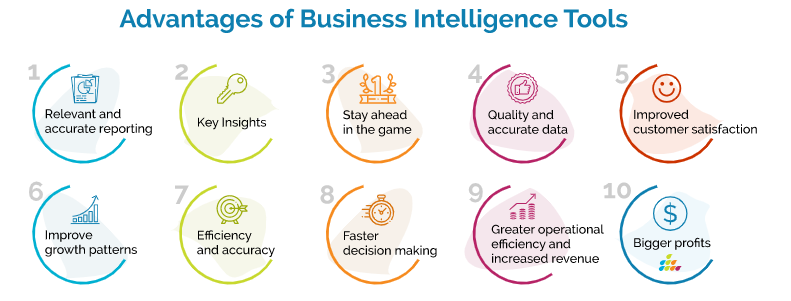 Advantages of Business Intelligence Tools
1
Relevant and
accurate reporting
2
Key Insights
3
1
Stay ahead
in the game
4
Quality and
accurate data
5
Improved
customer satisfaction
6
Improve
growth patterns
7
Efficiency
and accuracy
8
Faster
decision making
9
Greater operational
efficiency and
increased revenue
10
$
Bigger profits